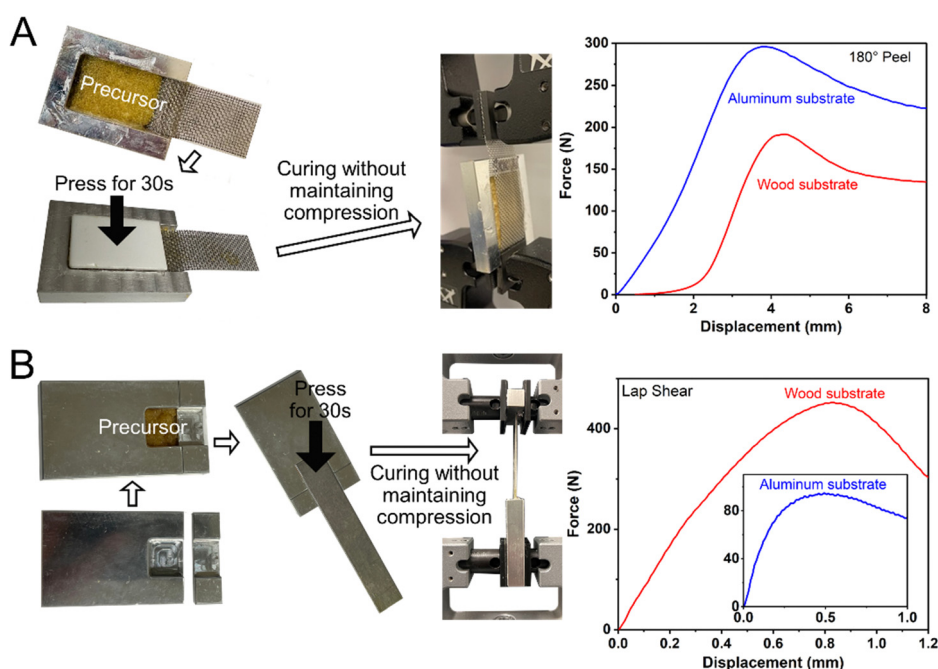 A
Precursor
Press for 30s
Curing without
maintaining
compression
180° Peel
Aluminum substrate
Wood substrate
Force (N)
300
250
200
150
100
50
0
0
2
4
6
8
Displacement (mm)
B
Precursor
Press
for 30s
Curing without
maintaining
compression
Lap Shear
Wood substrate
Aluminum substrate
Force (N)
400
200
0
80
40
0
0.0
0.5
1.0
0.0
0.2
0.4
0.6
0.8
1.0
1.2
Displacement (mm)